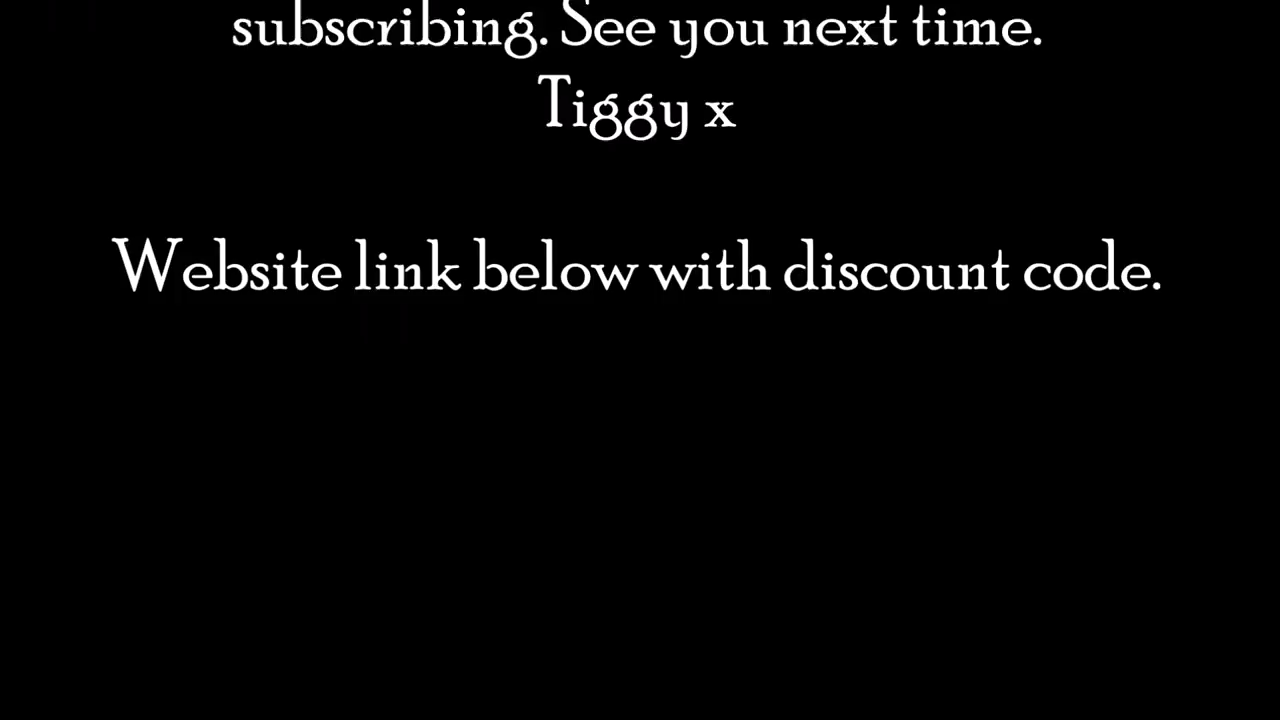 subscribing. See you next time.
Tiggy x
Website link below with discount code.